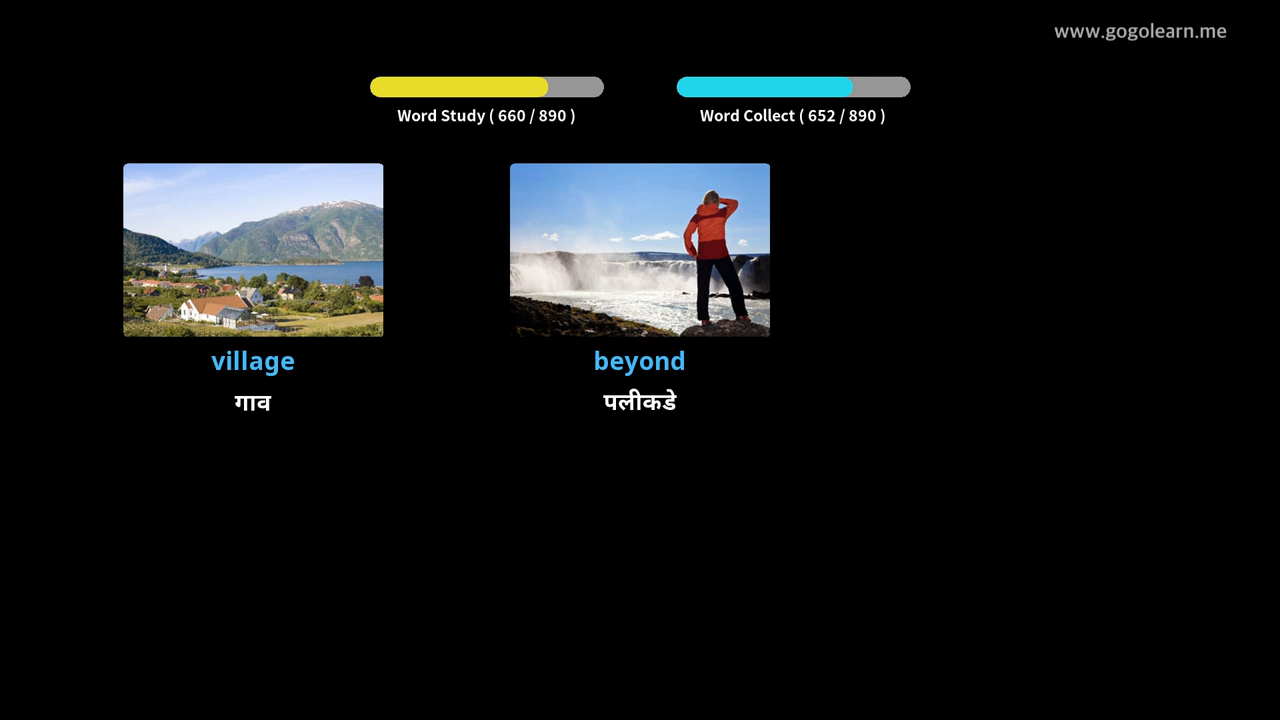 www.gogolearn.me
Word Study ( 660 / 890 )
Word Collect ( 652 / 890 )
village
गाव
beyond
पलीकडे